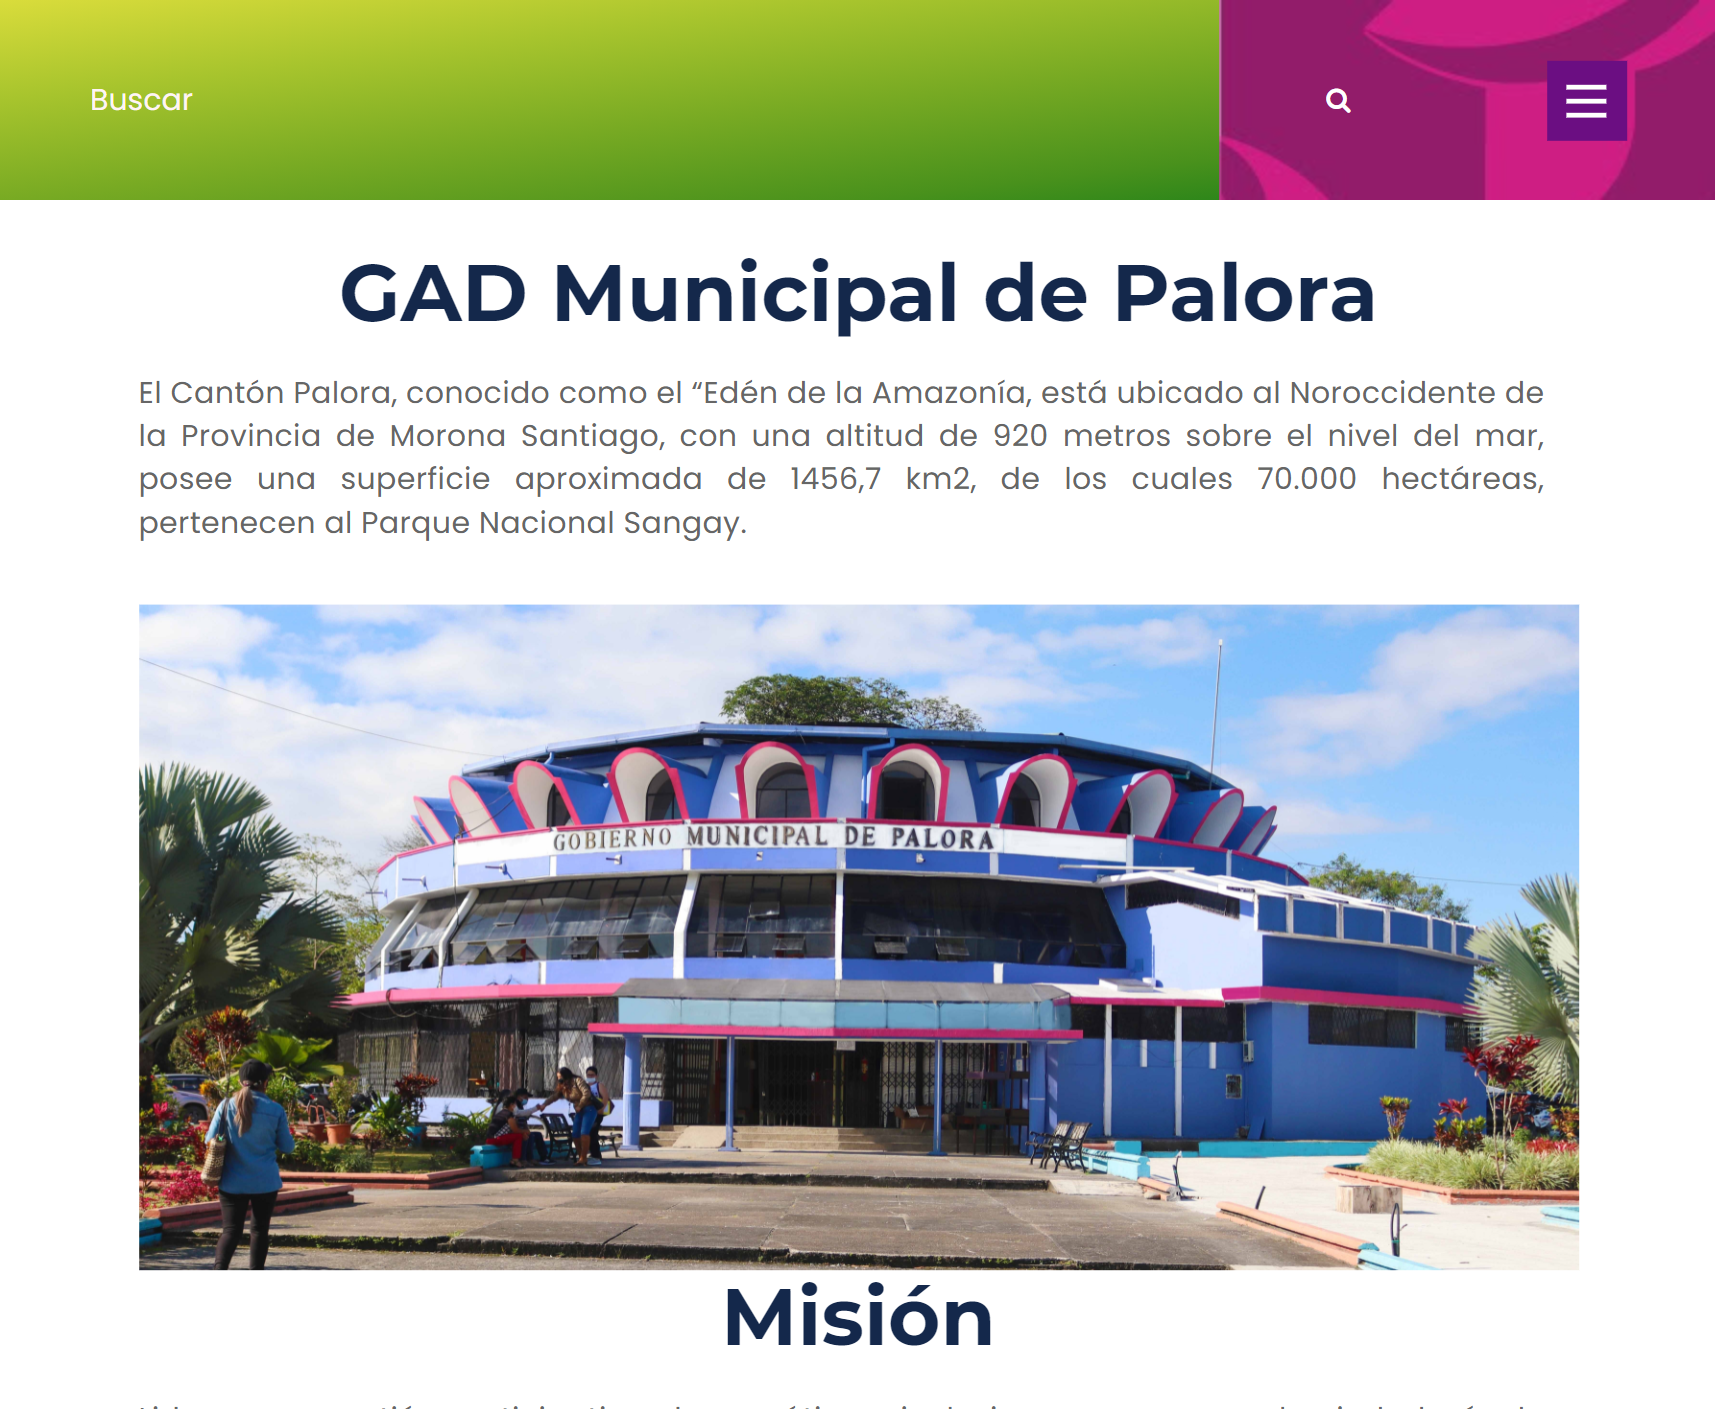 Buscar
GAD Municipal de Palora
El Cantón Palora, conocido como el “Edén de la Amazonía, está ubicado al Noroccidente de
la Provincia de Morona Santiago, con una altitud de 920 metros sobre el nivel del mar,
posee una superficie aproximada de 1456,7 km2, de los cuales 70.000 hectáreas,
pertenecen al Parque Nacional Sangay.
GOBIERNO MUNICIPAL DE PALORA
Misión